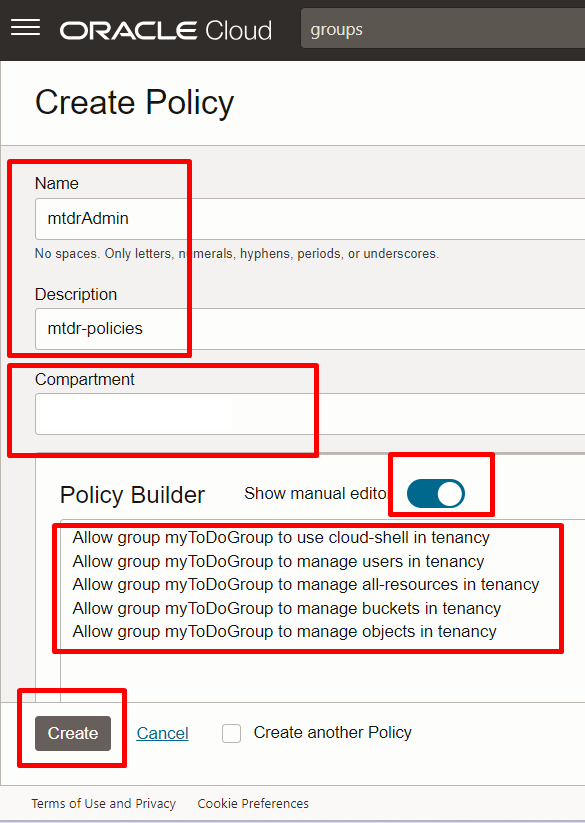 ORACLE Cloud
groups
Create Policy
Name
mtdrAdmin
No spaces. Only letters, numerals, hyphens, periods, or underscores.
Description
mtdr-policies
Compartment
Policy Builder
Show manual editor
Allow group myToDoGroup to use cloud-shell in tenancy
Allow group myToDoGroup to manage users in tenancy
Allow group myToDoGroup to manage all-resources in tenancy
Allow group myToDoGroup to manage buckets in tenancy
Allow group myToDoGroup to manage objects in tenancy
Create
Cancel
Create another Policy
Terms of Use and Privacy
Cookie Preferences